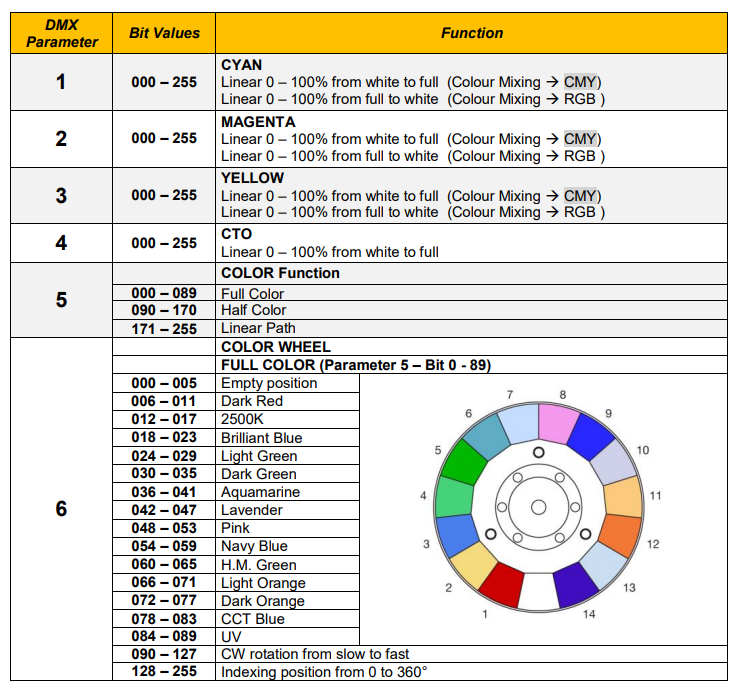 DMX Parameter Bit Values Function
1 000 – 255 CYAN
Linear 0 – 100% from white to full (Colour Mixing → CMY)
Linear 0 – 100% from full to white (Colour Mixing → RGB )
2 000 – 255 MAGENTA
Linear 0 – 100% from white to full (Colour Mixing → CMY)
Linear 0 – 100% from full to white (Colour Mixing → RGB )
3 000 – 255 YELLOW
Linear 0 – 100% from white to full (Colour Mixing → CMY)
Linear 0 – 100% from full to white (Colour Mixing → RGB )
4 000 – 255 CTO
Linear 0 – 100% from white to full
5 COLOR Function
000 – 089 Full Color
090 – 170 Half Color
171 – 255 Linear Path
6 COLOR WHEEL
FULL COLOR (Parameter 5 – Bit 0 - 89)
000 – 005 Empty position
006 – 011 Dark Red
012 – 017 2500K
018 – 023 Brilliant Blue
024 – 029 Light Green
030 – 035 Dark Green
036 – 041 Aquamarine
042 – 047 Lavender
048 – 053 Pink
054 – 059 Navy Blue
060 – 065 H.M. Green
066 – 071 Light Orange
072 – 077 Dark Orange
078 – 083 CCT Blue
084 – 089 UV
1
2
3
4
5
6
7
8
9
10
11
12
13
14
090 – 127 CW rotation from slow to fast
128 – 255 Indexing position from 0 to 360°